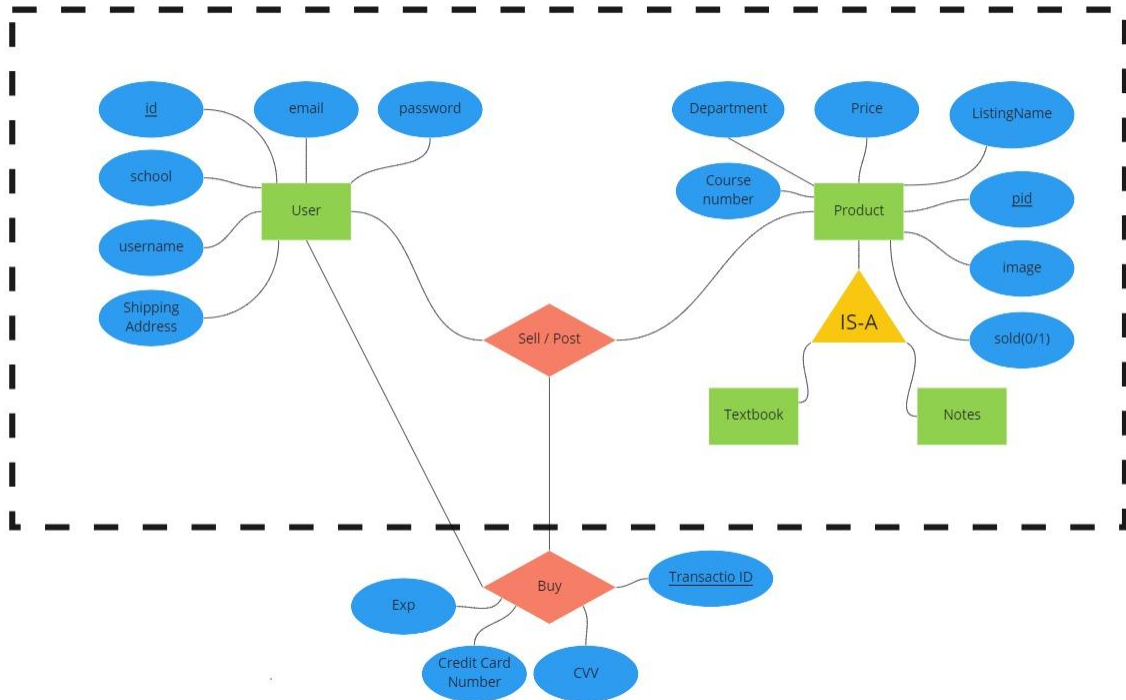 id
email
password
Department
Price
ListingName
school
Course
number
pid
User
Product
username
image
Shipping
Address
IS-A
Sell / Post
sold(0/1)
Textbook
Notes
Buy
Transactio ID
Exp
Credit Card
Number
CVV